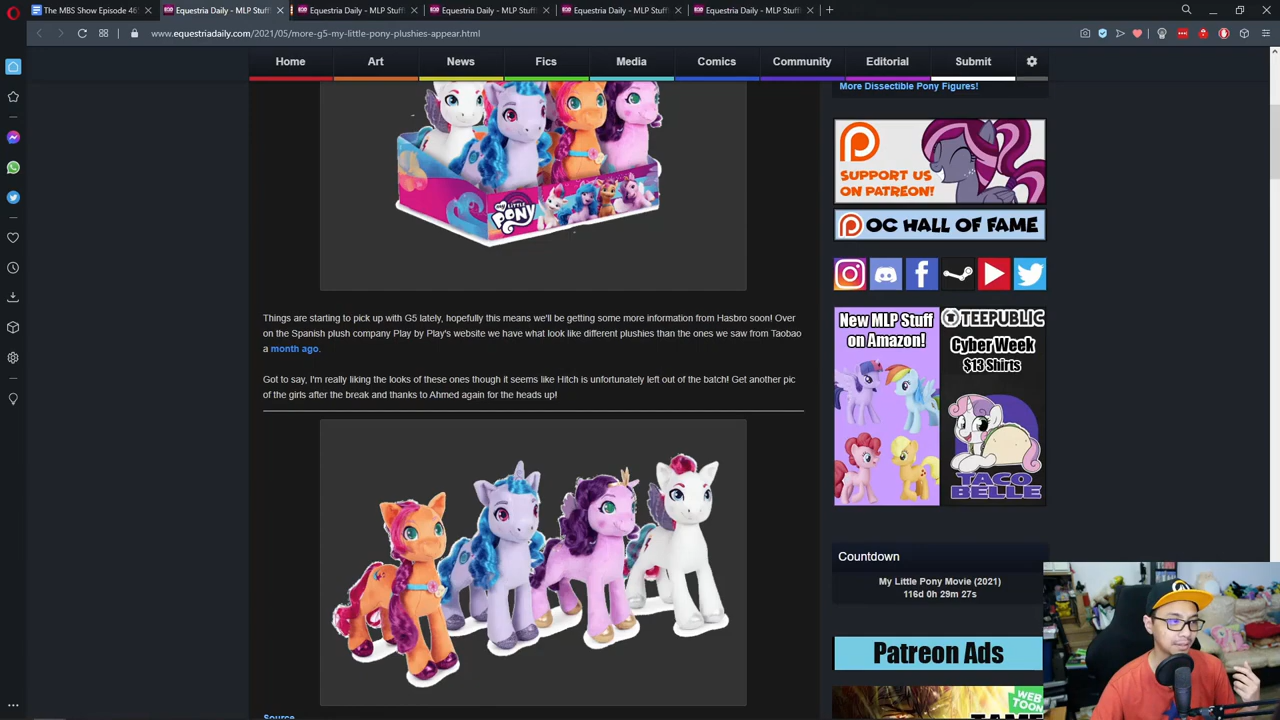 The MBS Show Episode 46
Equestria Daily - MLP Stuff!
Equestria Daily - MLP Stuff!
Equestria Daily - MLP Stuff!
Equestria Daily - MLP Stuff!
Equestria Daily - MLP Stuff!
www.equestriadaily.com/2021/05/more-g5-my-little-pony-plushies-appear.html
Home
Art
News
Fics
Media
Comics
Community
Editorial
Submit
More Dissectible Pony Figures!
my LITTLE PONY
SUPPORT US
ON PATREON!
OC HALL OF FAME
Things are starting to pick up with G5 lately, hopefully this means we'll be getting some more information from Hasbro soon! Over
on the Spanish plush company Play by Play's website we have what look like different plushies than the ones we saw from Taobao
a month ago.
Got to say, I'm really liking the looks of these ones though it seems like Hitch is unfortunately left out of the batch! Get another pic
of the girls after the break and thanks to Ahmed again for the heads up!
New MLP Stuff
on Amazon!
TEEPUBLIC
Cyber Week
$13 Shirts
TACO
BELLE
Countdown
My Little Pony Movie (2021)
116d 0h 29m 27s
Patreon Ads
WEB
TOON
Source